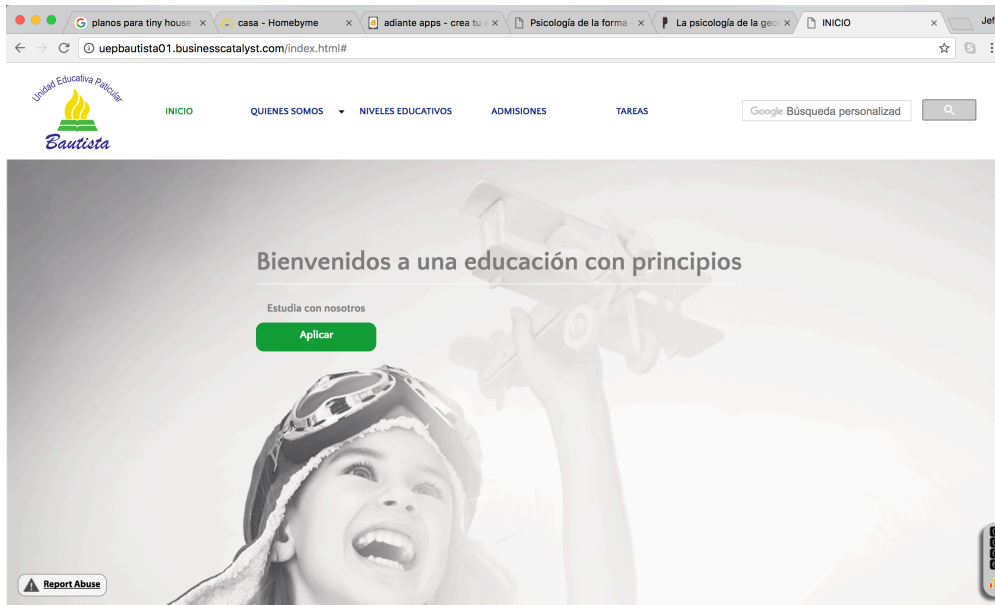 planos para tiny house
casa - Homebyme
adiante apps - crea tu a
Psicología de la forma -
La psicología de la geo
INICIO
Jef
uepbautista01.businesscatalyst.com/index.html#
Unidad Educativa Paticular
Bautista
INICIO
QUIENES SOMOS
NIVELES EDUCATIVOS
ADMISIONES
TAREAS
Google Búsqueda personalizad
Bienvenidos a una educación con principios
Estudia con nosotros
Aplicar
Report Abuse